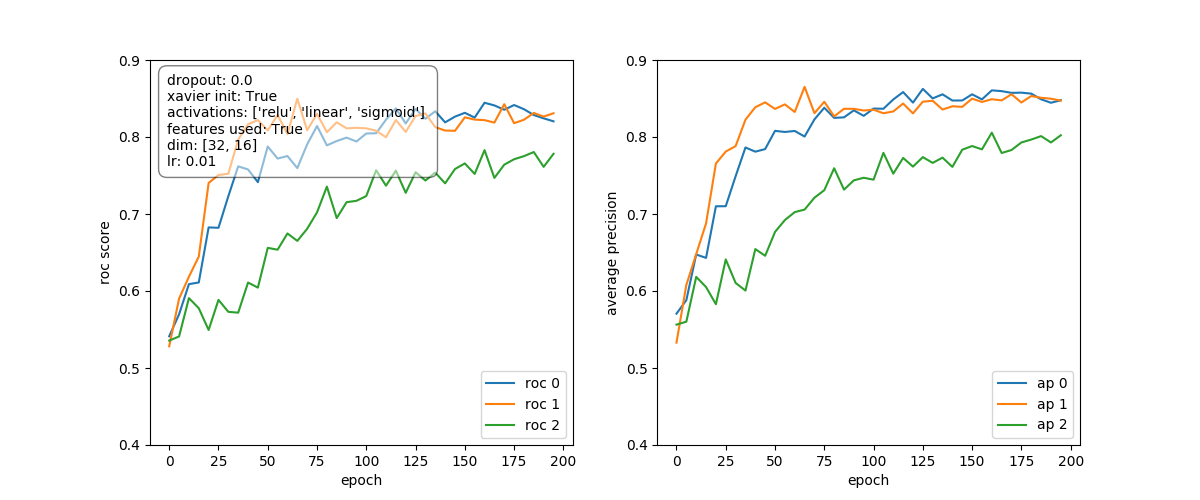 0.9
0.8
0.7
0.6
0.5
0.4
roc score
dropout: 0.0
xavier init: True
activations: ['relu', 'linear', 'sigmoid']
features used: True
dim: [32, 16]
lr: 0.01
roc 0
roc 1
roc 2
0 25 50 75 100 125 150 175 200
epoch
0.9
0.8
0.7
0.6
0.5
0.4
average precision
ap 0
ap 1
ap 2
0 25 50 75 100 125 150 175 200
epoch